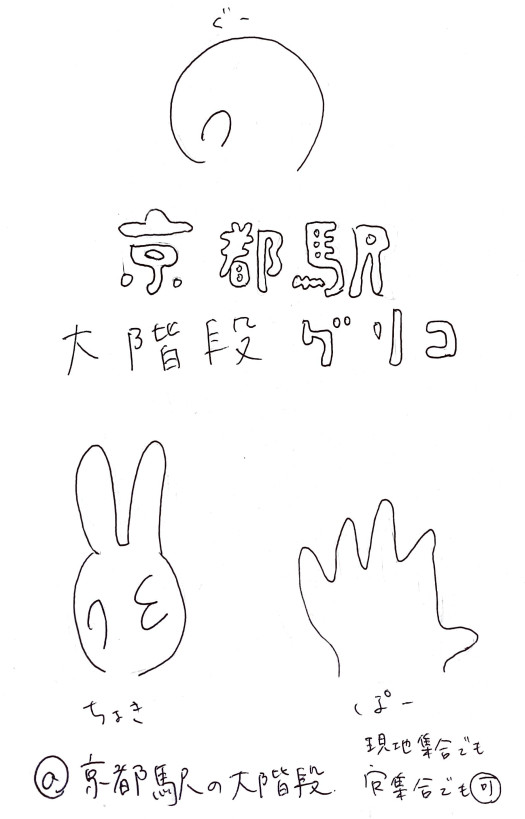 ぐー
京都駅
大階段グリコ
ちょき
ぱー
現地集合でも
官集合でも可
@京都駅の大階段